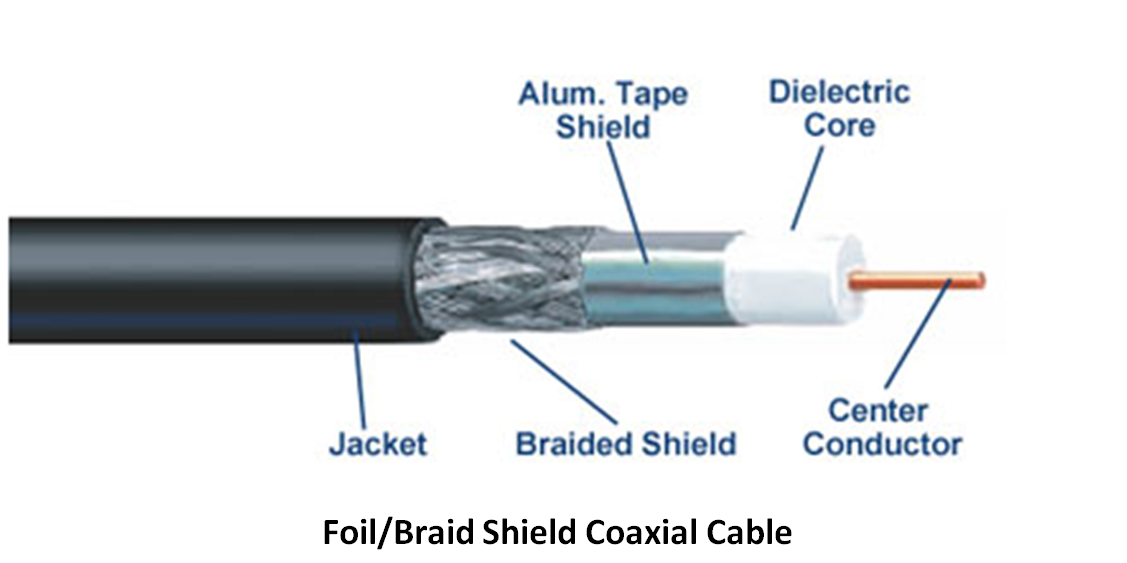 Alum. Tape
Shield
Dielectric
Core
Jacket
Braided Shield
Center
Conductor
Foil/Braid Shield Coaxial Cable